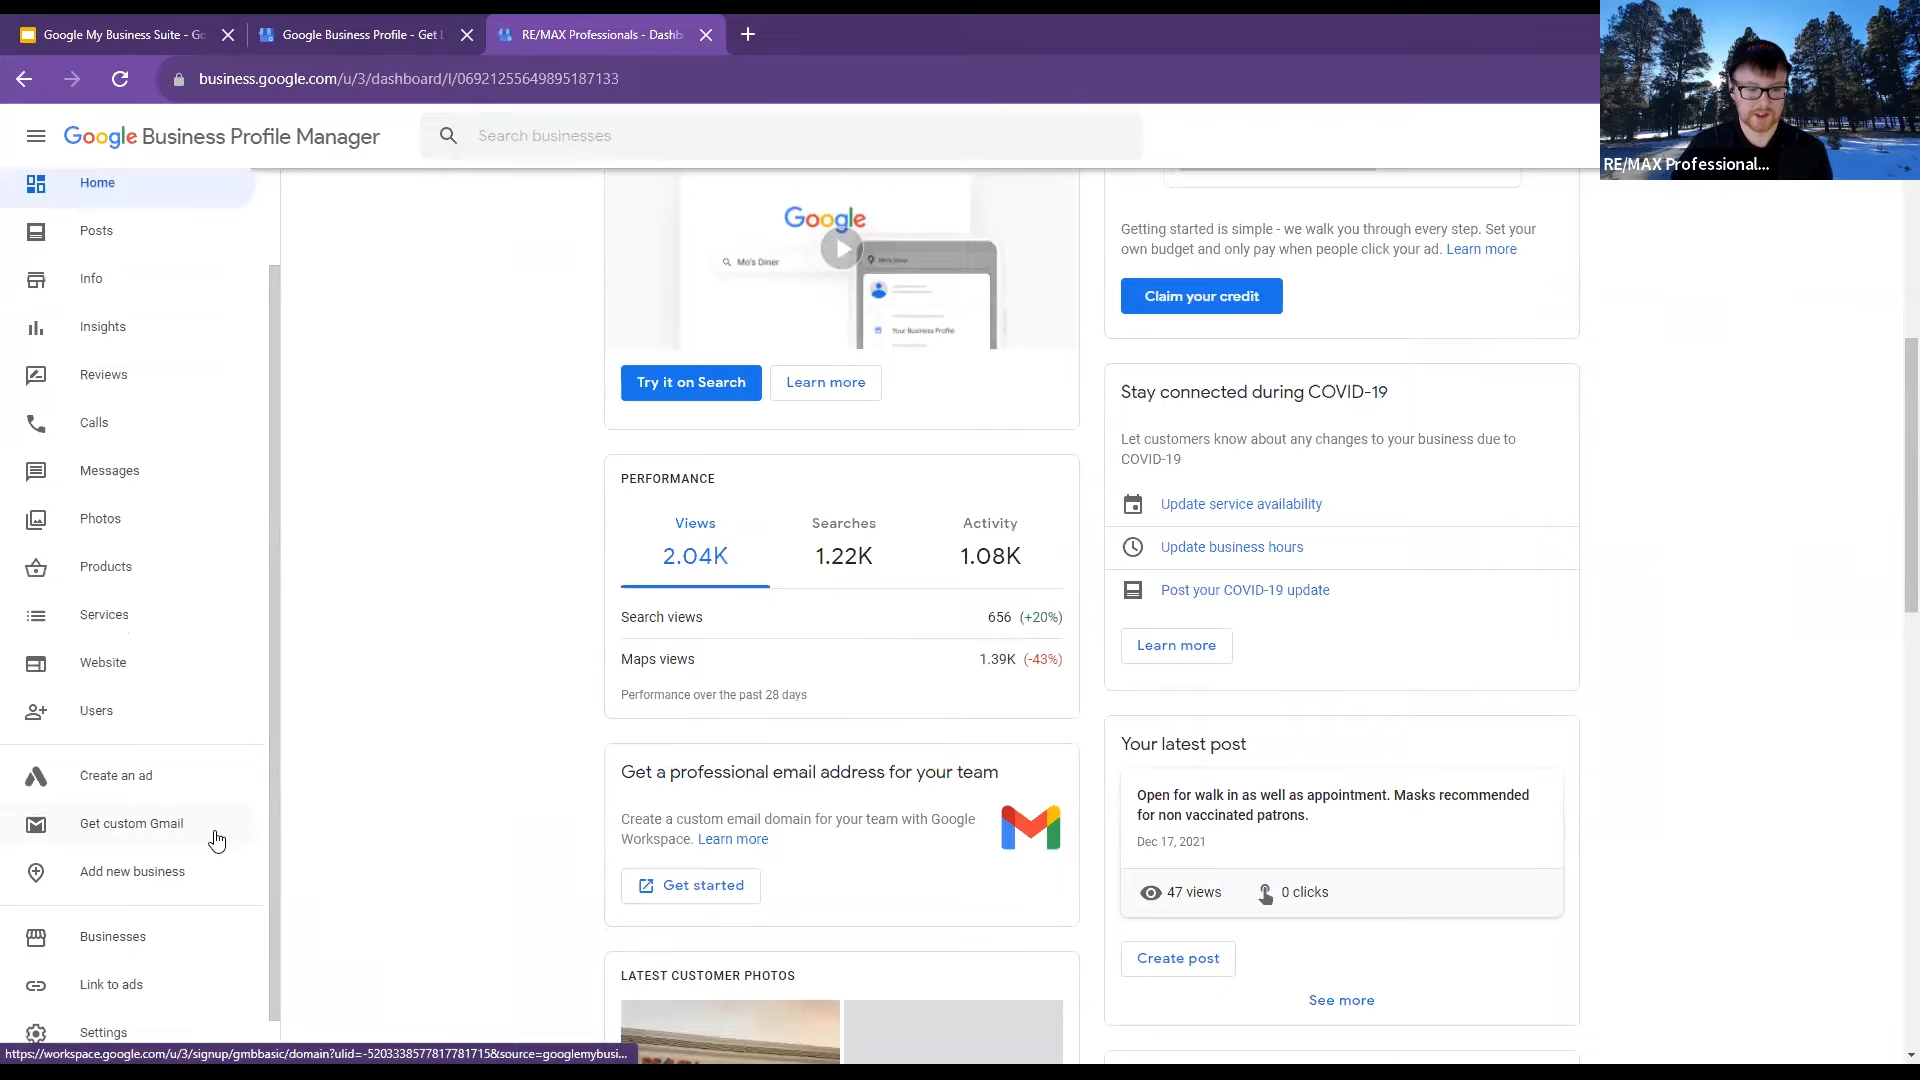 Google My Business Suite - Go
Google Business Profile - Get L
RE/MAX Professionals - Dashb
business.google.com/u/3/dashboard/l/06921255649895187133
RE/MAX Professional...
Google Business Profile Manager
Search businesses
Home
Posts
Info
Insights
Reviews
Calls
Messages
Photos
Products
Services
Website
Users
Create an ad
Get custom Gmail
Add new business
Businesses
Link to ads
Settings
https://workspace.google.com/u/3/signup/gmbbasic/domain?ulid=-5203338577817781715&source=googlemybusi...
Google
Mo's Diner
Mo's Diner
Your Business Profile
Try it on Search
Learn more
PERFORMANCE
Views
Searches
Activity
2.04K
1.22K
1.08K
Search views
656 (+20%)
Maps views
1.39K (-43%)
Performance over the past 28 days
Get a professional email address for your team
Create a custom email domain for your team with Google
Workspace. Learn more
Get started
LATEST CUSTOMER PHOTOS
Getting started is simple - we walk you through every step. Set your
own budget and only pay when people click your ad. Learn more
Claim your credit
Stay connected during COVID-19
Let customers know about any changes to your business due to
COVID-19
Update service availability
Update business hours
Post your COVID-19 update
Learn more
Your latest post
Open for walk in as well as appointment. Masks recommended
for non vaccinated patrons.
Dec 17, 2021
47 views
0 clicks
Create post
See more